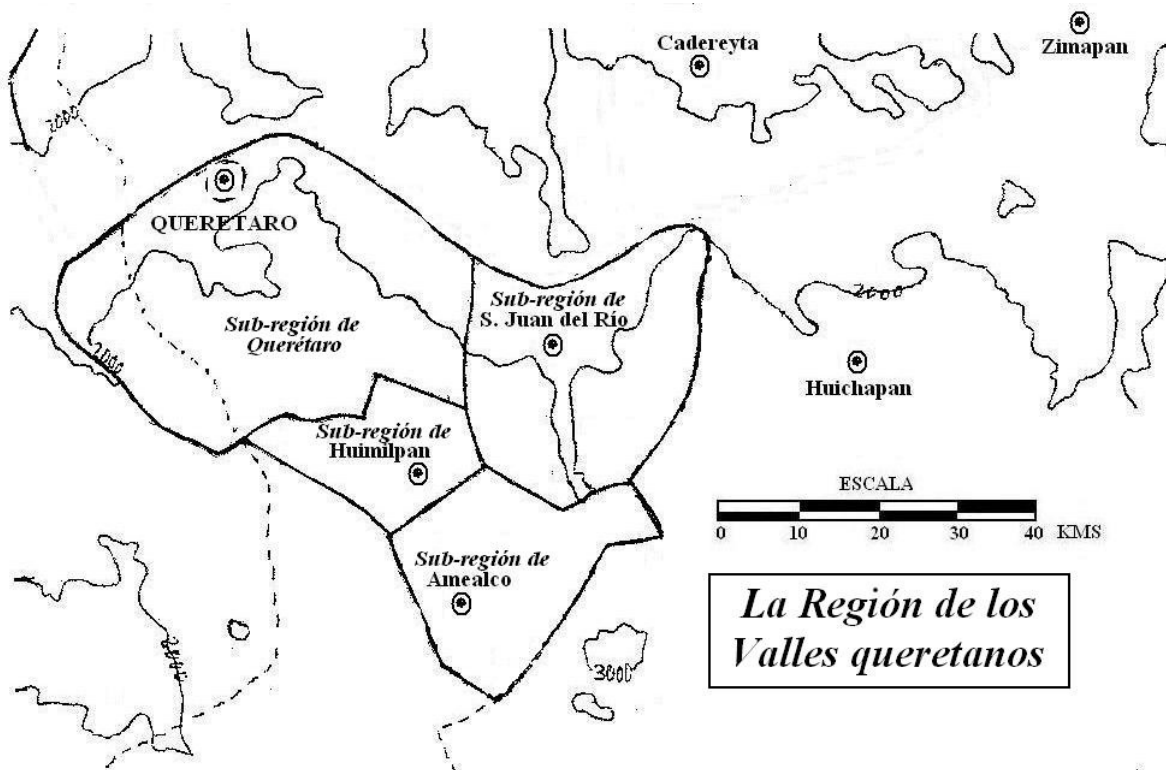 Zimapan
Cadereyta
2000
QUERETARO
2000
Sub-región de
S. Juan del Río
Sub-región de
Querétaro
2000
Huichapan
Sub-región de
Huimilpan
ESCALA
0 10 20 30 40 KMS
Sub-región de
Amealco
La Región de los
Valles queretanos
3000